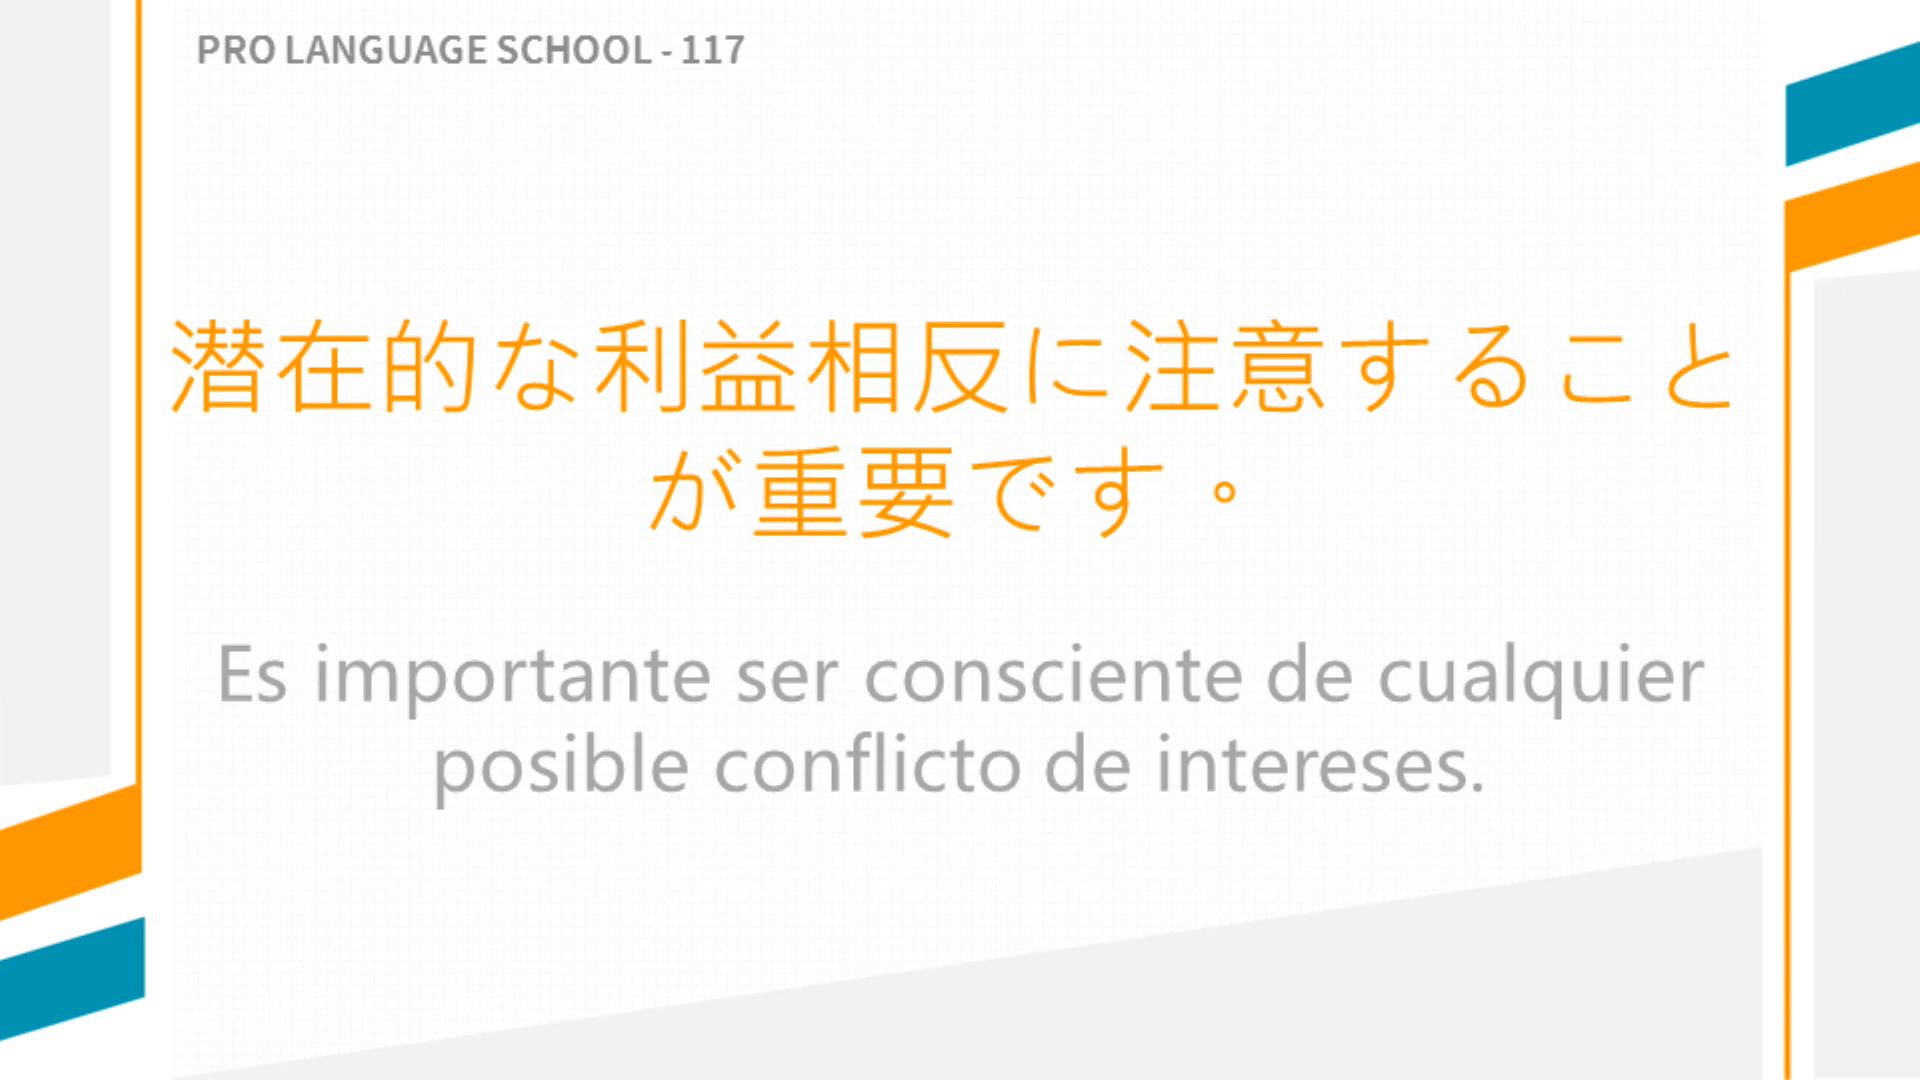 PRO LANGUAGE SCHOOL - 117
潜在的な利益相反に注意すること
が重要です。
Es importante ser consciente de cualquier
posible conflicto de intereses.